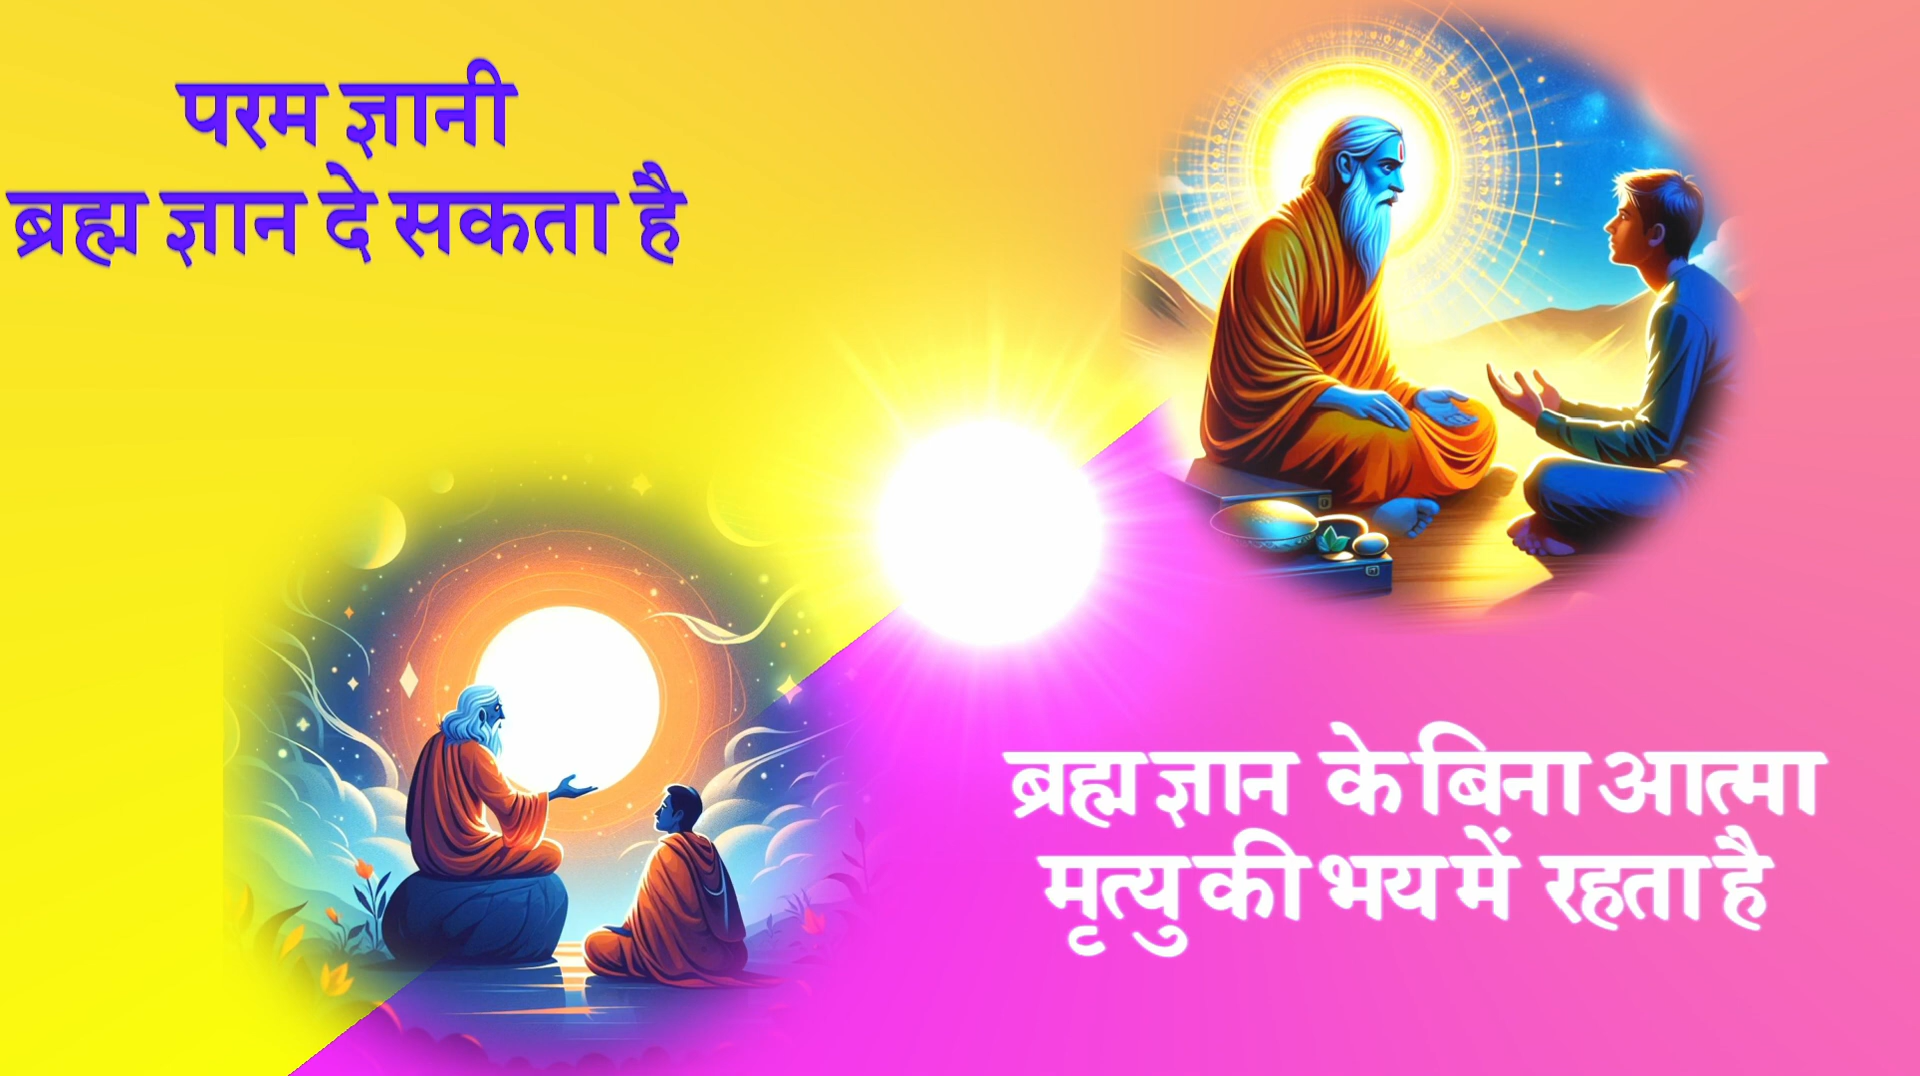 परम ज्ञानी
ब्रह्म ज्ञान दे सकता है
ब्रह्म ज्ञान के बिना आत्मा
मृत्यु की भय में रहता है